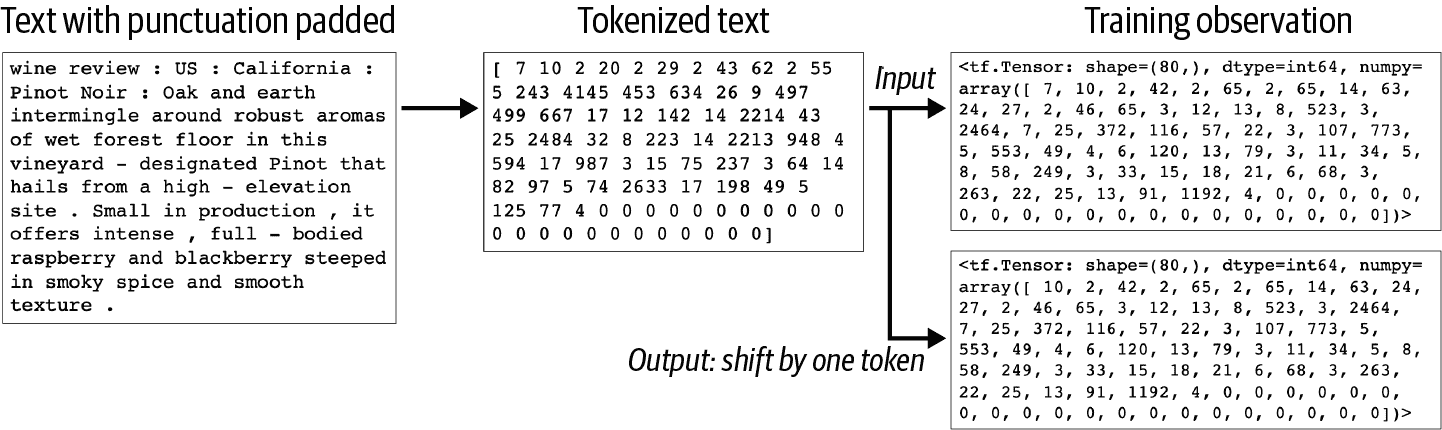 Text with punctuation padded
wine review : US : California :
Pinot Noir : Oak and earth
intermingle around robust aromas
of wet forest floor in this
vineyard – designated Pinot that
hails from a high – elevation
site . Small in production , it
offers intense , full – bodied
raspberry and blackberry steeped
in smoky spice and smooth
texture .
Tokenized text
[ 7 10 2 20 2 29 2 43 62 2 55
5 243 4145 453 634 26 9 497
499 667 17 12 142 14 2214 43
25 2484 32 8 223 14 2213 948 4
594 17 987 3 15 75 237 3 64 14
82 97 5 74 2633 17 198 49 5
125 77 4 0 0 0 0 0 0 0 0 0 0 0
0 0 0 0 0 0 0 0 0 0 0 0]
Input
Output: shift by one token
Training observation
<tf.Tensor: shape=(80,), dtype=int64, numpy=
array([ 7, 10, 2, 42, 2, 65, 2, 65, 14, 63,
24, 27, 2, 46, 65, 3, 12, 13, 8, 523, 3,
2464, 7, 25, 372, 116, 57, 22, 3, 107, 773,
5, 553, 49, 4, 6, 120, 13, 79, 3, 11, 34, 5,
8, 58, 249, 3, 33, 15, 18, 21, 6, 68, 3,
263, 22, 25, 13, 91, 1192, 4, 0, 0, 0, 0, 0,
0, 0, 0, 0, 0, 0, 0, 0, 0, 0, 0, 0, 0, 0])>
<tf.Tensor: shape=(80,), dtype=int64, numpy=
array([ 10, 2, 42, 2, 65, 2, 65, 14, 63, 24,
27, 2, 46, 65, 3, 12, 13, 8, 523, 3, 2464,
7, 25, 372, 116, 57, 22, 3, 107, 773, 5,
553, 49, 4, 6, 120, 13, 79, 3, 11, 34, 5, 8,
58, 249, 3, 33, 15, 18, 21, 6, 68, 3, 263,
22, 25, 13, 91, 1192, 4, 0, 0, 0, 0, 0, 0,
0, 0, 0, 0, 0, 0, 0, 0, 0, 0, 0, 0, 0, 0])>